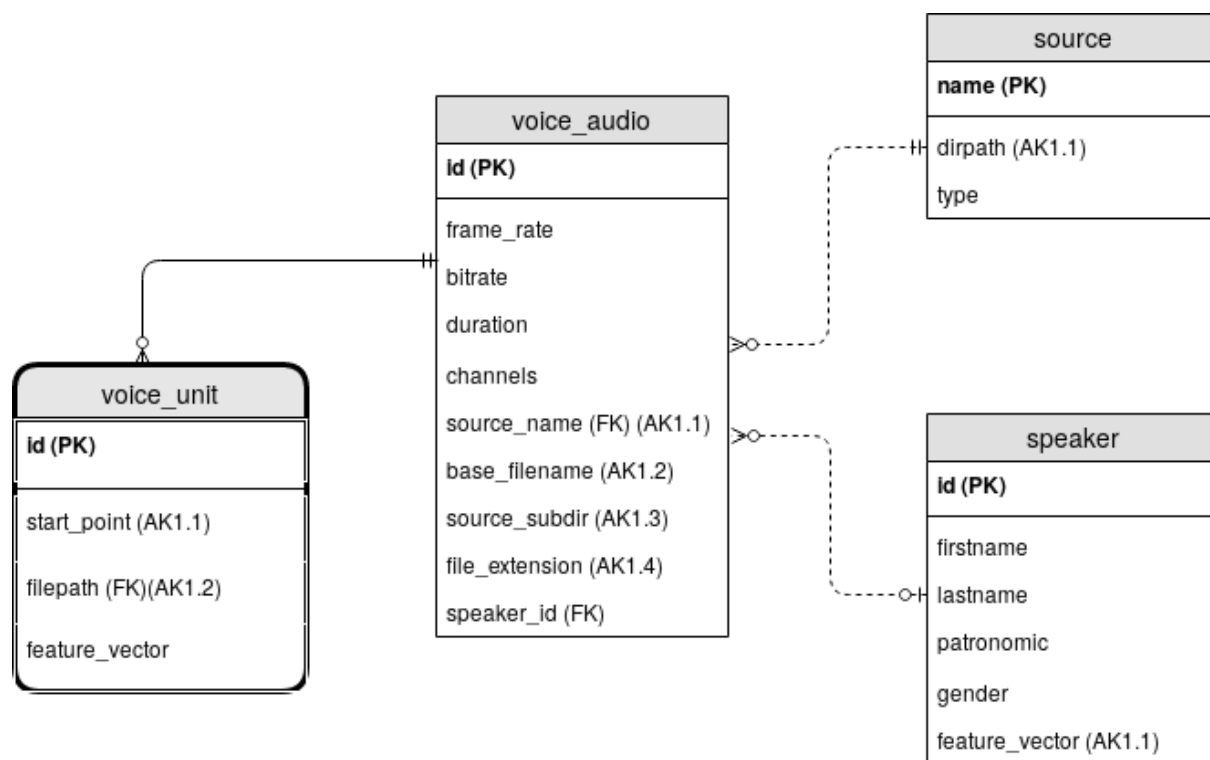 source
name (PK)
dirpath (AK1.1)
type
voice_audio
id (PK)
frame_rate
bitrate
duration
channels
source_name (FK) (AK1.1)
base_filename (AK1.2)
source_subdir (AK1.3)
file_extension (AK1.4)
speaker_id (FK)
voice_unit
id (PK)
start_point (AK1.1)
filepath (FK)(AK1.2)
feature_vector
speaker
id (PK)
firstname
lastname
patronomic
gender
feature_vector (AK1.1)